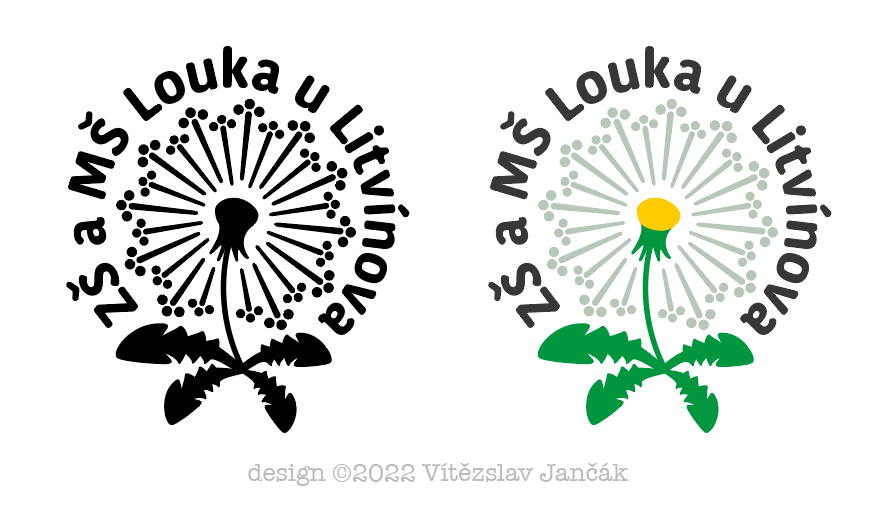 ZŠ a MŠ Louka u Litvínova
ZŠ a MŠ Louka u Litvínova
design ©2022 Vítězslav Jančák